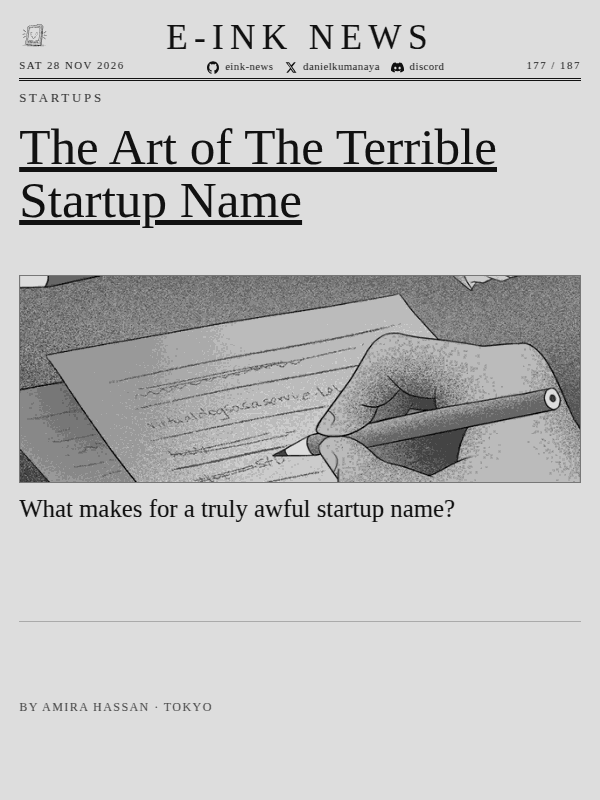 E-INK NEWS
SAT 28 NOV 2026
eink-news
danielkumanaya
discord
177 / 187
STARTUPS
The Art of The Terrible
Startup Name
What makes for a truly awful startup name?
BY AMIRA HASSAN · TOKYO